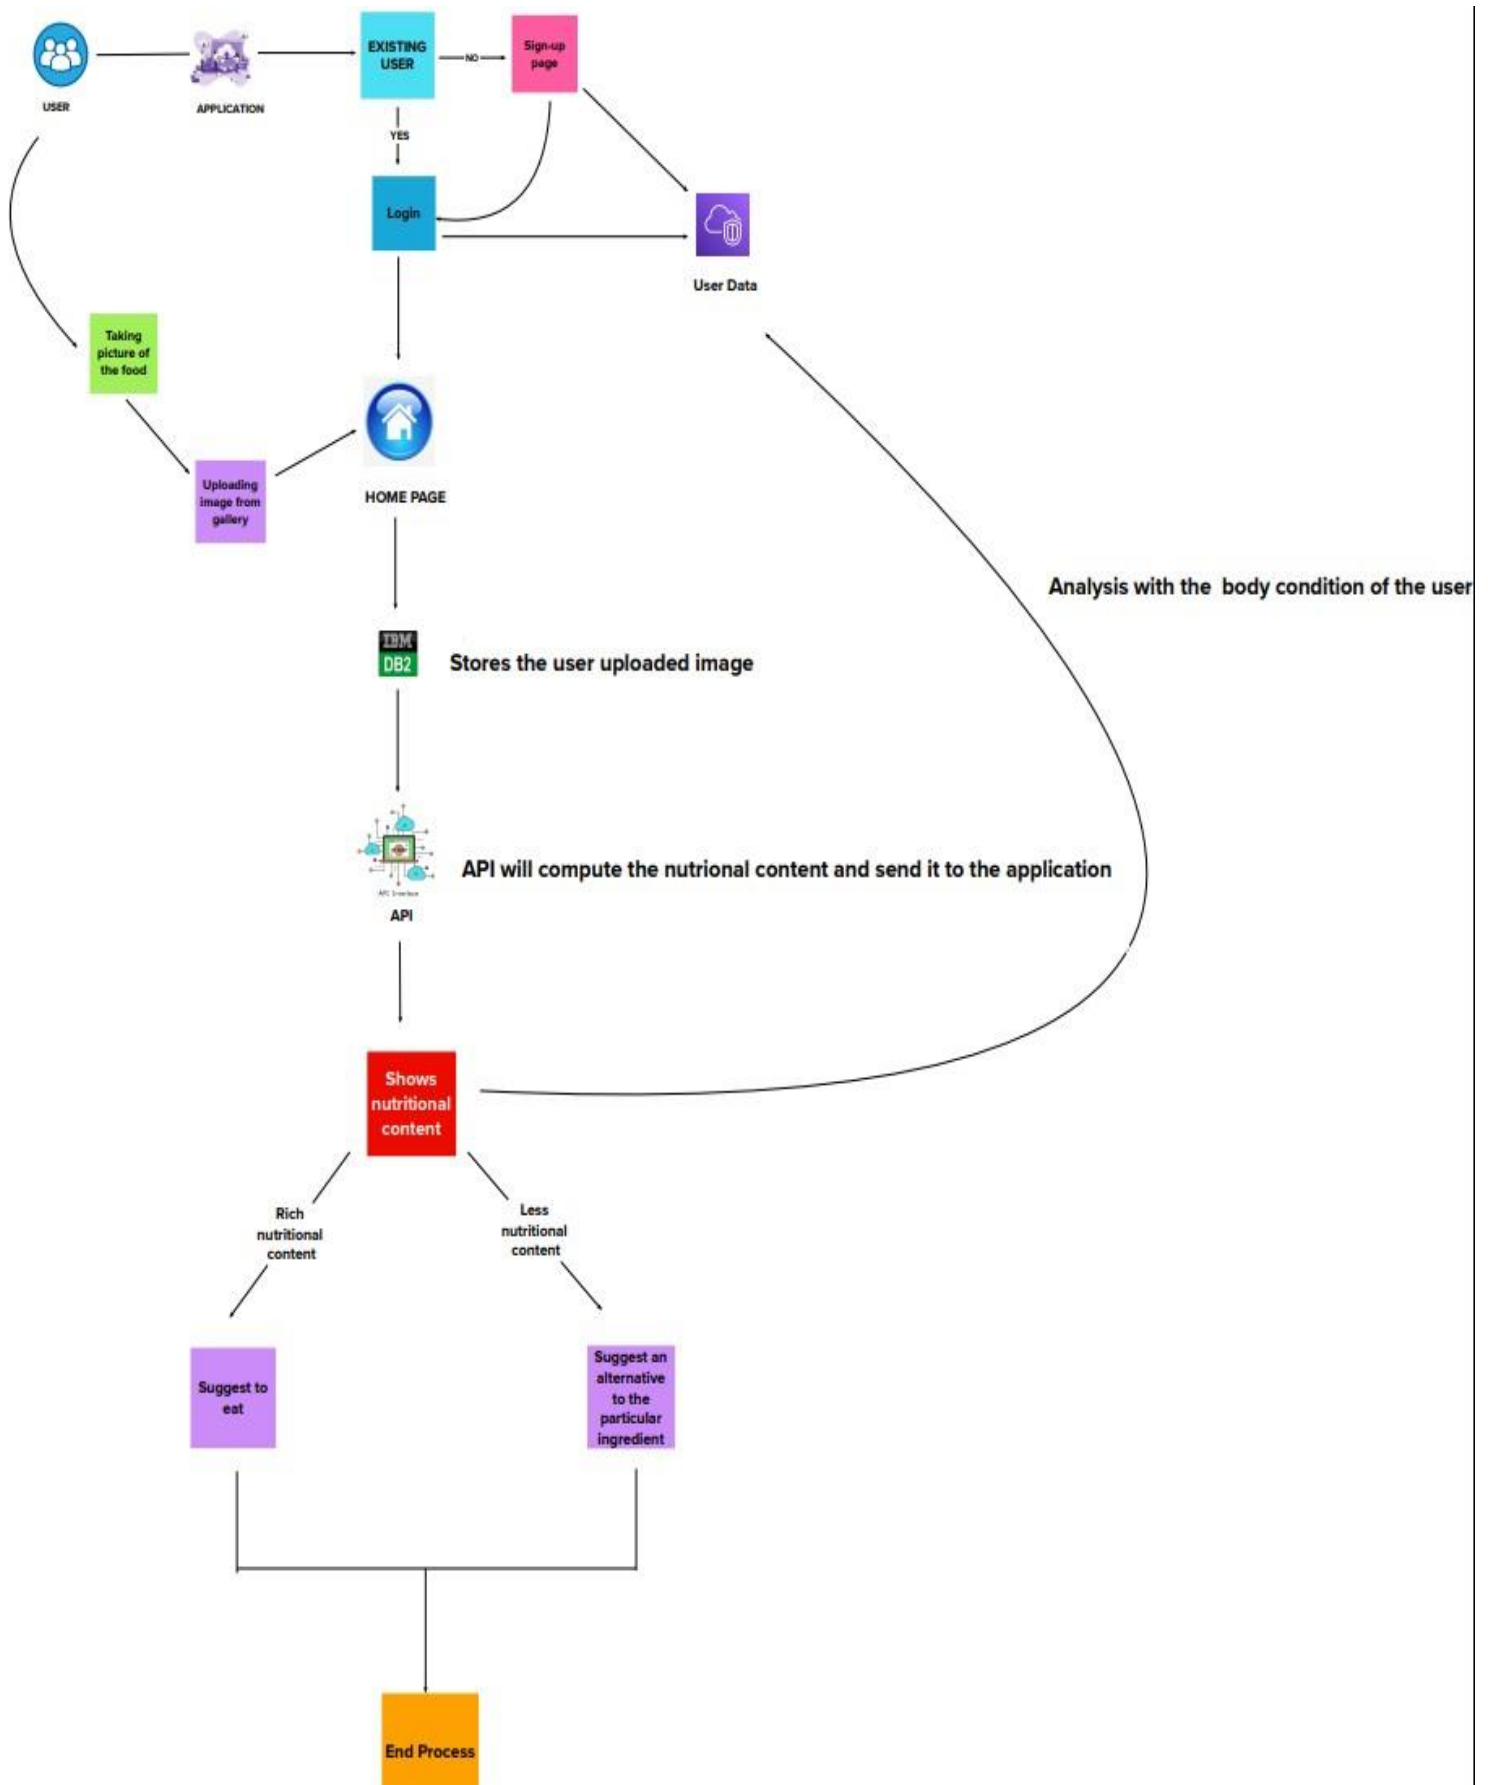 EXISTING
USER
NO
Sign-up
page
USER
APPLICATION
YES
Login
User Data
Taking
picture of
the food
Uploading
image from
gallery
HOME PAGE
Analysis with the body condition of the user
IBM
DB2
Stores the user uploaded image
API will compute the nutrional content and send it to the application
API Interface
API
Shows
nutritional
content
Rich
nutritional
content
Less
nutritional
content
Suggest to
eat
Suggest an
alternative
to the
particular
ingredient
End Process